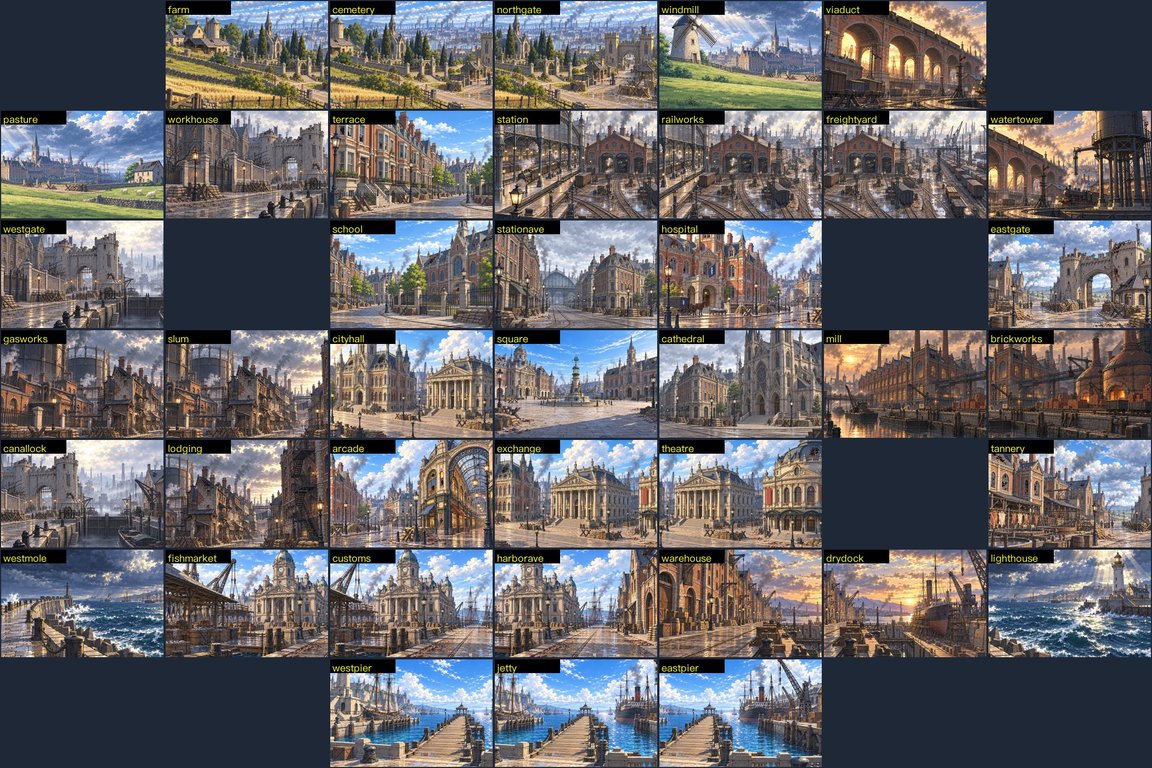 farm
cemetery
northgate
windmill
viaduct
pasture
workhouse
terrace
station
railworks
freightyard
watertower
westgate
school
stationave
hospital
eastgate
gasworks
slum
cityhall
square
cathedral
mill
brickworks
canallock
lodging
arcade
exchange
theatre
tannery
westmole
fishmarket
customs
harborave
warehouse
drydock
lighthouse
westpier
jetty
eastpier